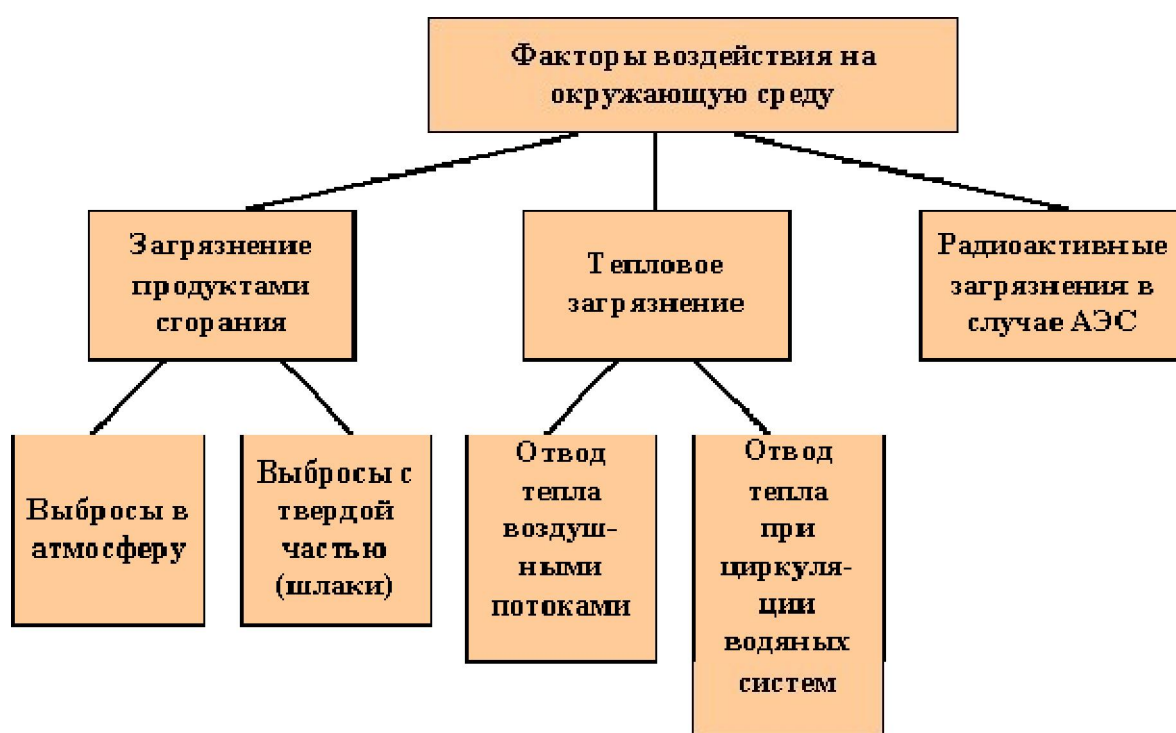 Факторы воздействия на
окружающую среду
Загрязнение
продуктами
сгорания
Тепловое
загрязнение
Радиоактивные
загрязнения в
случае АЭС
Выбросы в
атмосферу
Выбросы с
твердой
частью
(шлаки)
Отвод
тепла
воздуш-
ными
потоками
Отвод
тепла
при
циркуля-
ции
водяных
систем